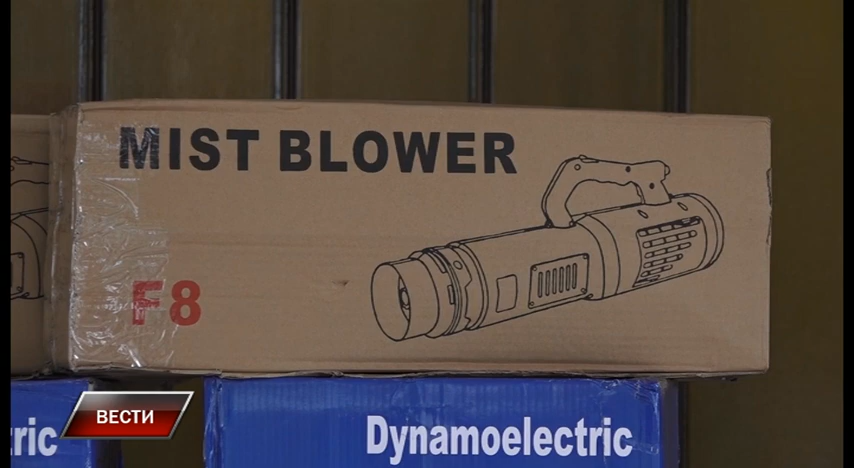 MIST BLOWER
F8
ric
Dynamoelectric
ВЕСТИ